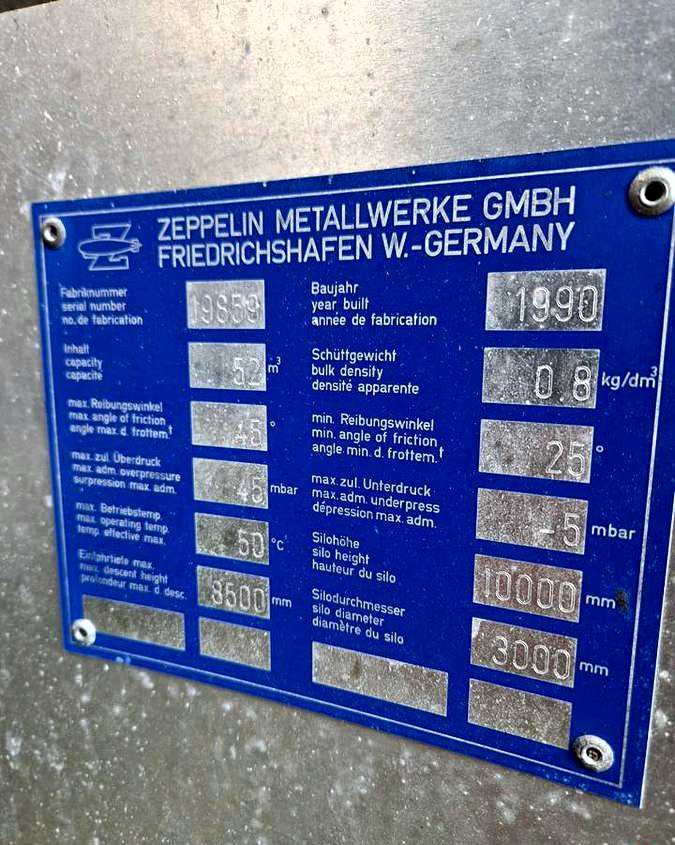 ZEPPELIN METALLWERKE GMBH
FRIEDRICHSHAFEN W.-GERMANY
Fabriknummer
serial number
no. de fabrication
19859
Baujahr
year built
année de fabrication
1990
Inhalt
capacity
capacite
52 m³
Schüttgewicht
bulk density
densité apparente
0.8 kg/dm³
max. Reibungswinkel
max. angle of friction
angle max. d. frottem.t
45 °
min. Reibungswinkel
min. angle of friction
angle min. d. frottem.t
25 °
max. zul. Überdruck
max. adm. overpressure
surpression max. adm.
45 mbar
max. zul. Unterdruck
max. adm. underpress
dépression max. adm.
-5 mbar
max. Betriebstemp.
max. operating temp.
temp. effective max.
50 °C
Silohöhe
silo height
hauteur du silo
10000 mm
Einfahrtiefe max.
max. descent height
profondeur max. d. desc.
8500 mm
Silodurchmesser
silo diameter
diamètre du silo
3000 mm